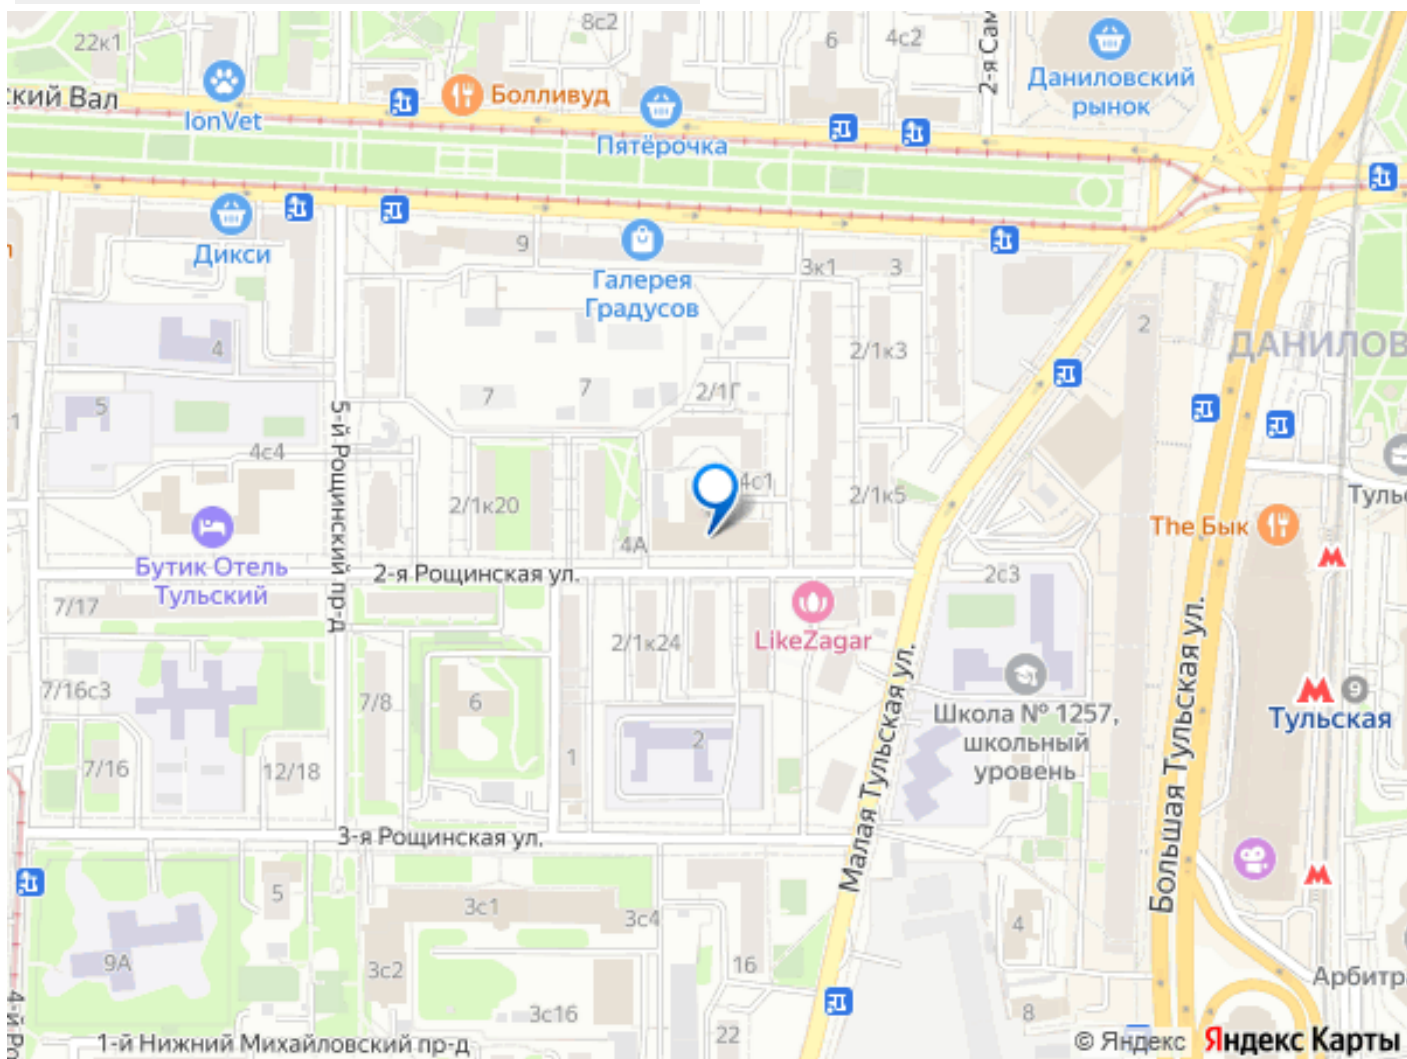 22к1
8с2
6
4с2
2-я Сам
Даниловский
рынок
ский Вал
IonVet
Болливуд
Пятёрочка
Дикси
9
Галерея
Градусов
3к1
3
2
ДАНИЛОВ
4
2/1к3
5
7
7
2/1Г
1
5-й Рощинский пр-д
4с4
2/1к20
4с1
2/1к5
Туль
The Бык
4А
Бутик Отель
Тульский
2-я Рощинская ул.
2с3
7/17
2/1к24
LikeZagar
7/16с3
7/8
6
2
1
Школа № 1257,
школьный
уровень
Малая Тульская ул.
Большая Тульская ул.
9
Тульская
7/16
12/18
3-я Рощинская ул.
5
3с1
3с4
4
9А
3с2
16
Арбитр
3с16
22
8
4-й Ро
1-й Нижний Михайловский пр-д
© Яндекс Яндекс Карты